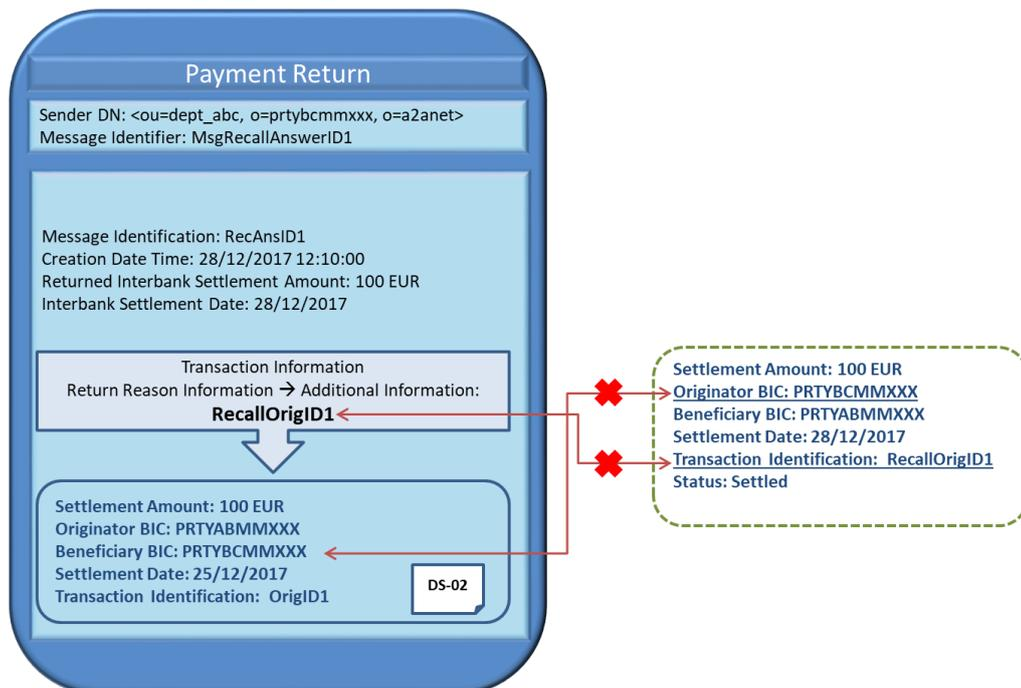 Payment Return
Sender DN: <ou=dept_abc, o=prtybcmmxxx, o=a2anet>
Message Identifier: MsgRecallAnswerID1
Message Identification: RecAnsID1
Creation Date Time: 28/12/2017 12:10:00
Returned Interbank Settlement Amount: 100 EUR
Interbank Settlement Date: 28/12/2017
Transaction Information
Return Reason Information → Additional Information:
RecallOrigID1
Settlement Amount: 100 EUR
Originator BIC: PRTYABMMXXX
Beneficiary BIC: PRTYBCMMXXX
Settlement Date: 25/12/2017
Transaction Identification: OrigID1
DS-02
Settlement Amount: 100 EUR
Originator BIC: PRTYBCMMXXX
Beneficiary BIC: PRTYABMMXXX
Settlement Date: 28/12/2017
Transaction Identification: RecallOrigID1
Status: Settled